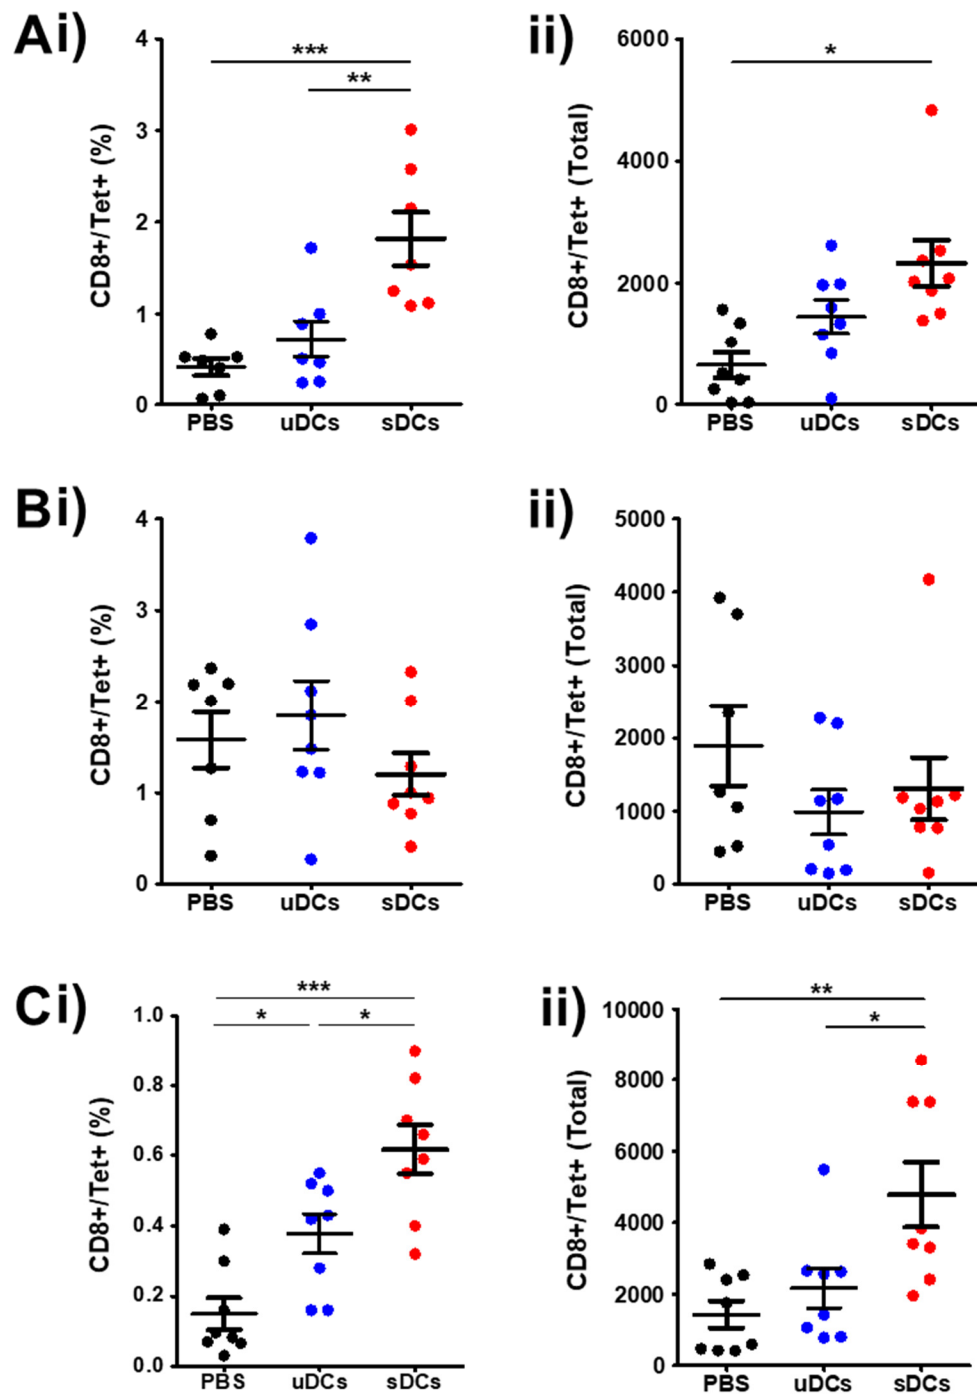 Ai)
CD8+/Tet+ (%)
4
3
2
1
0
***
**
PBS uDCs sDCs
ii)
CD8+/Tet+ (Total)
6000
4000
2000
0
*
PBS uDCs sDCs
Bi)
CD8+/Tet+ (%)
4
3
2
1
0
PBS uDCs sDCs
ii)
CD8+/Tet+ (Total)
5000
4000
3000
2000
1000
0
PBS uDCs sDCs
Ci)
CD8+/Tet+ (%)
1.0
0.8
0.6
0.4
0.2
0.0
***
* *
PBS uDCs sDCs
ii)
CD8+/Tet+ (Total)
10000
8000
6000
4000
2000
0
**
*
PBS uDCs sDCs